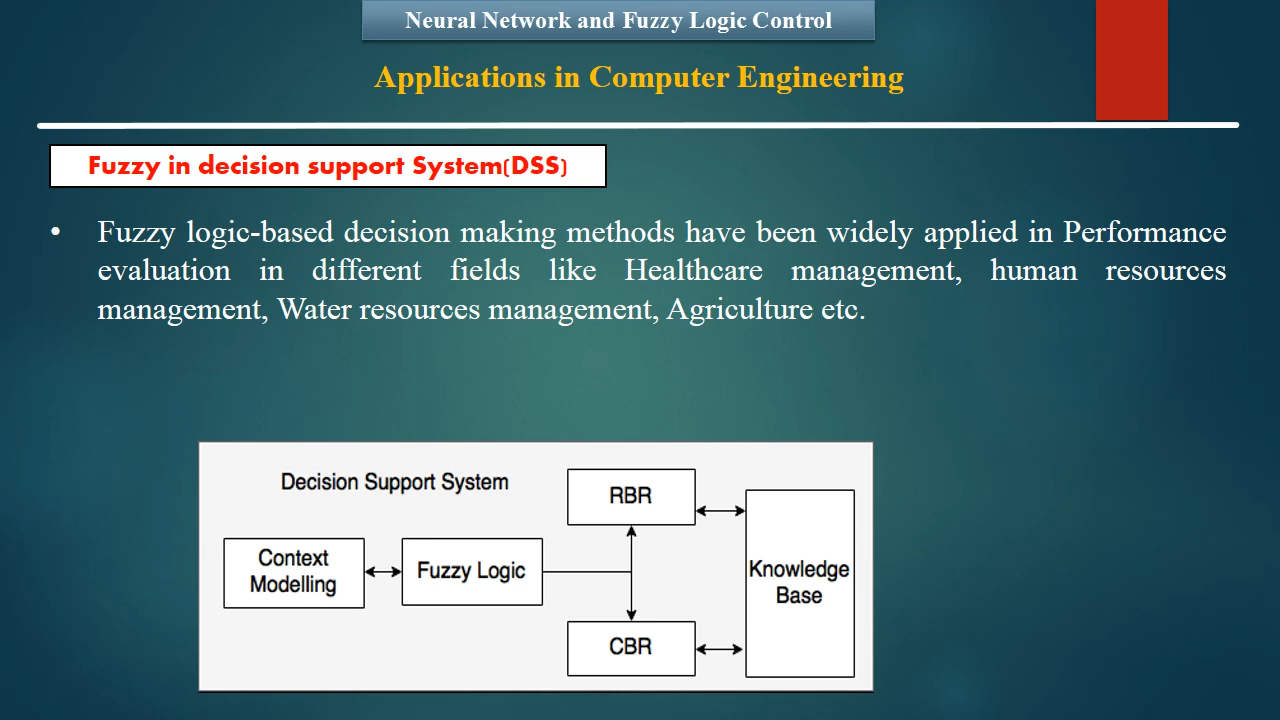 Neural Network and Fuzzy Logic Control
Applications in Computer Engineering
Fuzzy in decision support System(DSS)
• Fuzzy logic-based decision making methods have been widely applied in Performance
evaluation in different fields like Healthcare management, human resources
management, Water resources management, Agriculture etc.
Decision Support System
RBR
Context
Modelling
Fuzzy Logic
Knowledge
Base
CBR